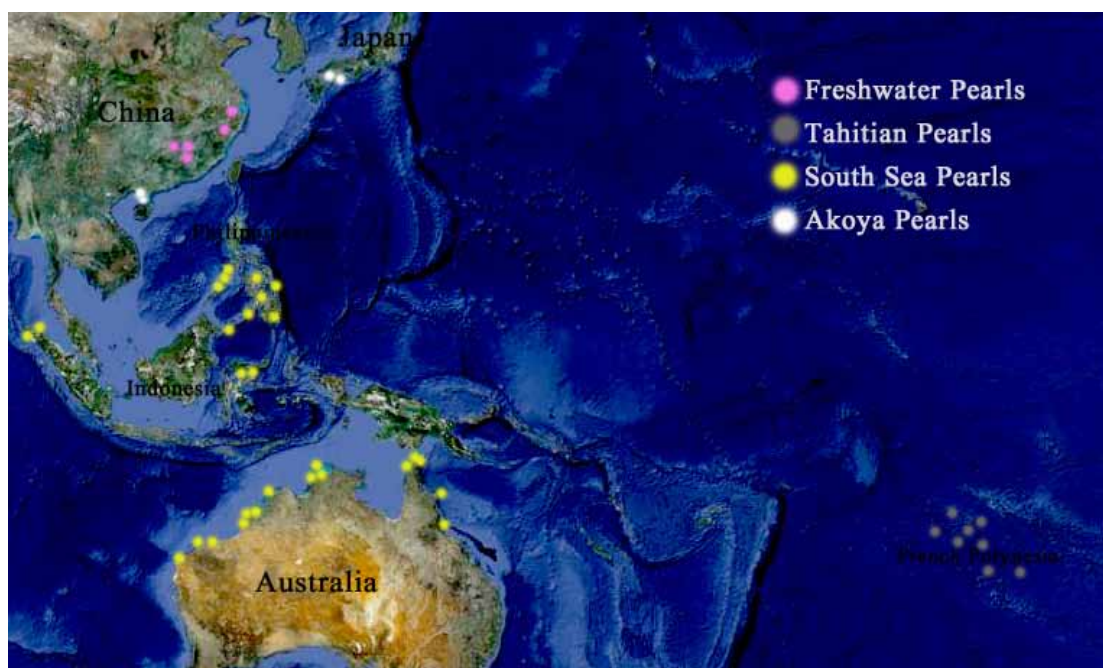 Japan
China
Freshwater Pearls
Tahitian Pearls
South Sea Pearls
Akoya Pearls
Indonesia
Australia